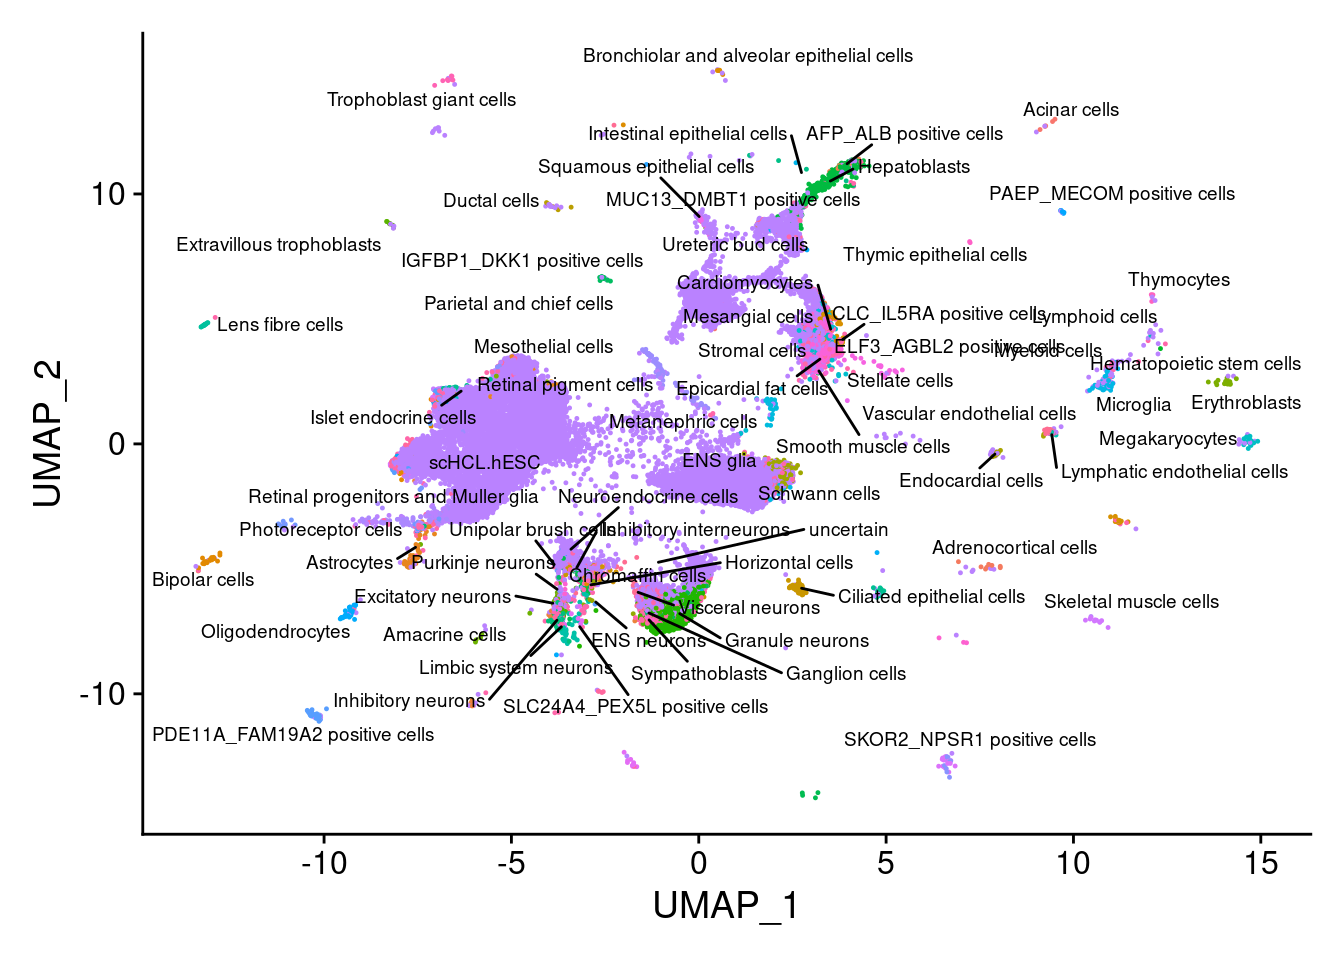 Bronchiolar and alveolar epithelial cells
Trophoblast giant cells
Acinar cells
Intestinal epithelial cells
AFP_ALB positive cells
Squamous epithelial cells
Hepatoblasts
10
Ductal cells
MUC13_DMBT1 positive cells
PAEP_MECOM positive cells
Extravillous trophoblasts
Ureteric bud cells
Thymic epithelial cells
IGFBP1_DKK1 positive cells
Cardiomyocytes
Thymocytes
Parietal and chief cells
Lens fibre cells
Mesangial cells
CLC_IL5RA positive cells
Lymphoid cells
Mesothelial cells
Stromal cells
ELF3_AGBL2 positive cells
Myeloid cells
Hematopoietic stem cells
Retinal pigment cells
Epicardial fat cells
Stellate cells
Islet endocrine cells
Metanephric cells
Vascular endothelial cells
Microglia
Erythroblasts
0
Smooth muscle cells
Megakaryocytes
scHCL.hESC
ENS glia
Endocardial cells
Lymphatic endothelial cells
Retinal progenitors and Muller glia
Neuroendocrine cells
Schwann cells
Photoreceptor cells
Unipolar brush cells
Inhibitory interneurons
uncertain
Adrenocortical cells
Astrocytes
Purkinje neurons
Chromaffin cells
Horizontal cells
Bipolar cells
Excitatory neurons
Visceral neurons
Ciliated epithelial cells
Skeletal muscle cells
Oligodendrocytes
Amacrine cells
ENS neurons
Granule neurons
Limbic system neurons
Sympathoblasts
Ganglion cells
-10
Inhibitory neurons
SLC24A4_PEX5L positive cells
PDE11A_FAM19A2 positive cells
SKOR2_NPSR1 positive cells
-10
-5
0
5
10
15
UMAP_1
UMAP_2